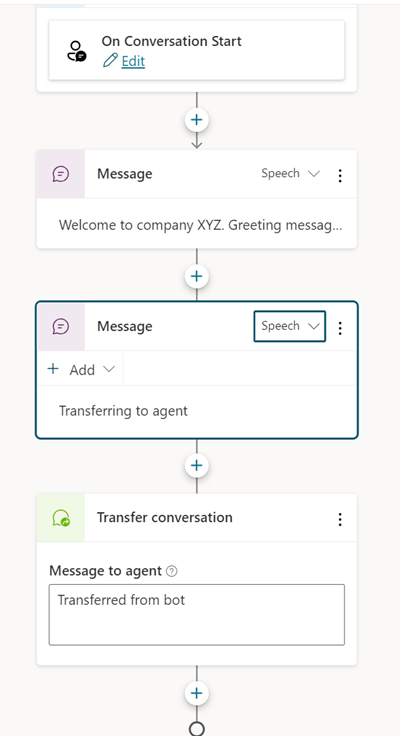 On Conversation Start
Edit
Message
Speech
Welcome to company XYZ. Greeting messag...
Message
Speech
Add
Transferring to agent
Transfer conversation
Message to agent
Transferred from bot